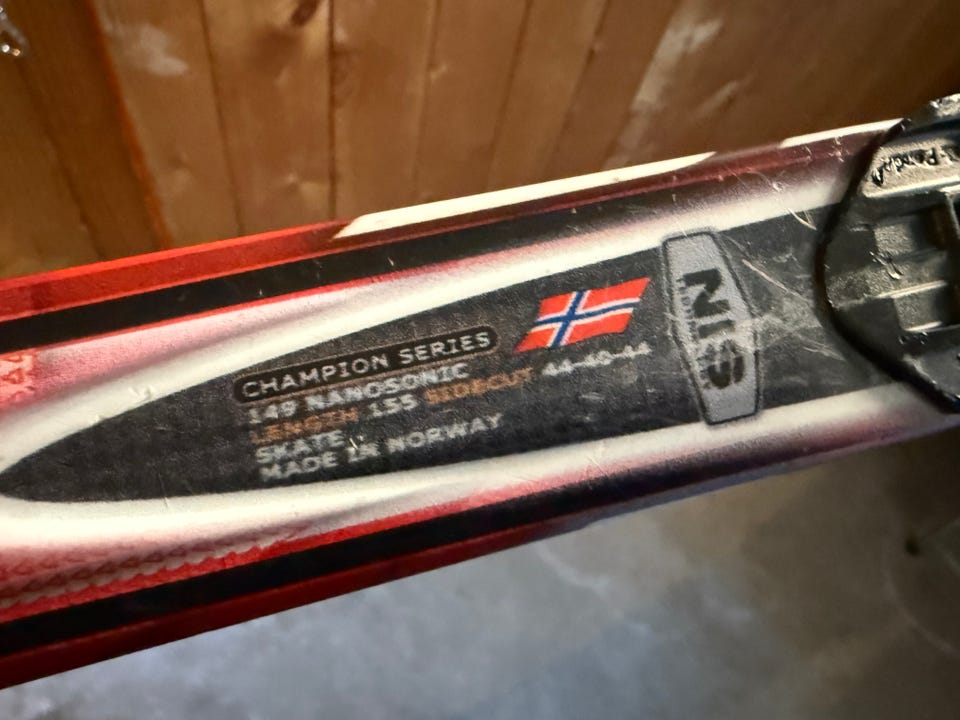 CHAMPION SERIES
149 NANOSONIC
LENGTH 155 SIDECUT 44-40-44
SKATE
MADE IN NORWAY
NIS